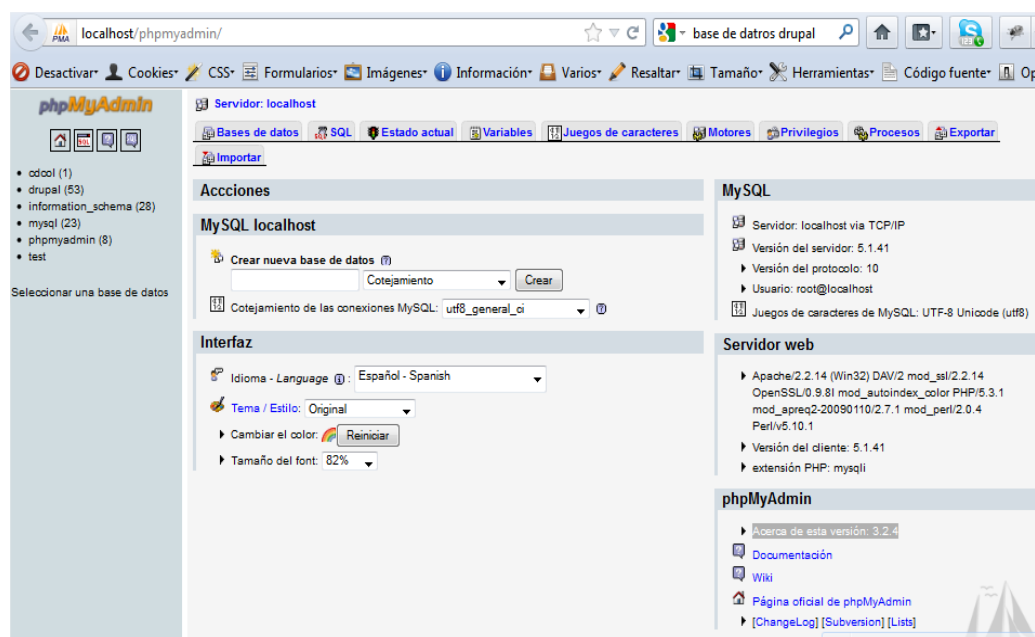 PMA localhost/phpmyadmin/ base de datros drupal
Desactivar Cookies CSS Formularios Imágenes Información Varios Resaltar Tamaño Herramientas Código fuente Op
phpMyAdmin
SQL
cdcol (1)
drupal (53)
information_schema (28)
mysql (23)
phpmyadmin (8)
test
Seleccionar una base de datos
Servidor: localhost
Bases de datos SQL Estado actual Variables Juegos de caracteres Motores Privilegios Procesos Exportar
Importar
Accciones
MySQL localhost
Crear nueva base de datos
Cotejamiento Crear
Cotejamiento de las conexiones MySQL: utf8_general_ci
Interfaz
Idioma - Language : Español - Spanish
Tema / Estilo: Original
Cambiar el color: Reiniciar
Tamaño del font: 82%
MySQL
Servidor: localhost via TCP/IP
Versión del servidor: 5.1.41
Versión del protocolo: 10
Usuario: root@localhost
Juegos de caracteres de MySQL: UTF-8 Unicode (utf8)
Servidor web
Apache/2.2.14 (Win32) DAV/2 mod_ssl/2.2.14
OpenSSL/0.9.8l mod_autoindex_color PHP/5.3.1
mod_apreq2-20090110/2.7.1 mod_perl/2.0.4
Perl/v5.10.1
Versión del cliente: 5.1.41
extensión PHP: mysqli
phpMyAdmin
Acerca de esta versión: 3.2.4
Documentación
Wiki
Página oficial de phpMyAdmin
[ChangeLog] [Subversion] [Lists]